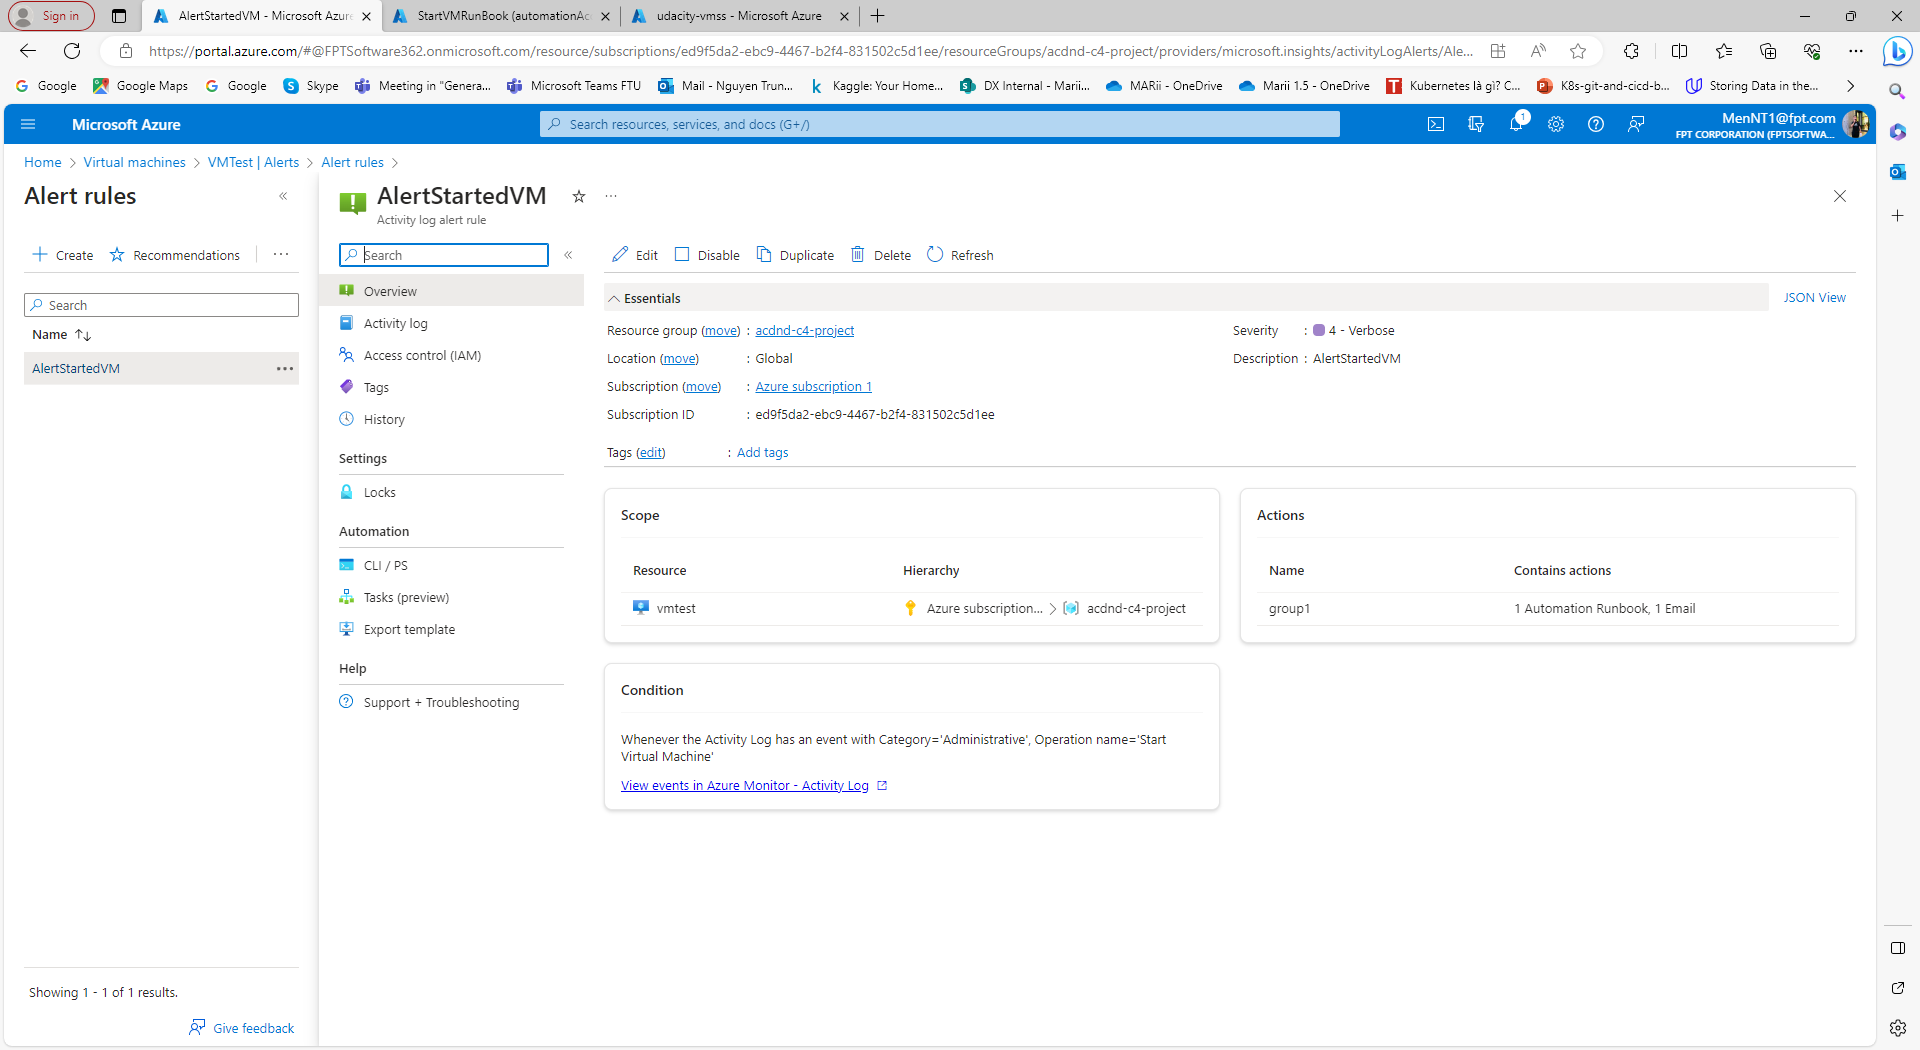 Sign in
AlertStartedVM - Microsoft Azure
StartVMRunBook (automationAc
udacity-vmss - Microsoft Azure
https://portal.azure.com/#@FPTSoftware362.onmicrosoft.com/resource/subscriptions/ed9f5da2-ebc9-4467-b2f4-831502c5d1ee/resourceGroups/acdnd-c4-project/providers/microsoft.insights/activityLogAlerts/Ale...
Google
Google Maps
Google
Skype
Meeting in "Genera...
Microsoft Teams FTU
Mail - Nguyen Trun...
Kaggle: Your Home...
DX Internal - Marii...
MARii - OneDrive
Marii 1.5 - OneDrive
Kubernetes là gì? C...
K8s-git-and-cicd-b...
Storing Data in the...
Microsoft Azure
Search resources, services, and docs (G+/)
1
MenNT1@fpt.com
FPT CORPORATION (FPTSOFTWA...
Home > Virtual machines > VMTest | Alerts > Alert rules >
Alert rules
Create
Recommendations
Search
Name
AlertStartedVM
Showing 1 - 1 of 1 results.
Give feedback
AlertStartedVM
Activity log alert rule
Search
Overview
Activity log
Access control (IAM)
Tags
History
Settings
Locks
Automation
CLI / PS
Tasks (preview)
Export template
Help
Support + Troubleshooting
Edit
Disable
Duplicate
Delete
Refresh
Essentials
JSON View
Resource group (move) : acdnd-c4-project
Location (move) : Global
Subscription (move) : Azure subscription 1
Subscription ID : ed9f5da2-ebc9-4467-b2f4-831502c5d1ee
Tags (edit) : Add tags
Severity : 4 - Verbose
Description : AlertStartedVM
Scope
Resource Hierarchy
vmtest Azure subscription... > acdnd-c4-project
Actions
Name Contains actions
group1 1 Automation Runbook, 1 Email
Condition
Whenever the Activity Log has an event with Category='Administrative', Operation name='Start
Virtual Machine'
View events in Azure Monitor - Activity Log